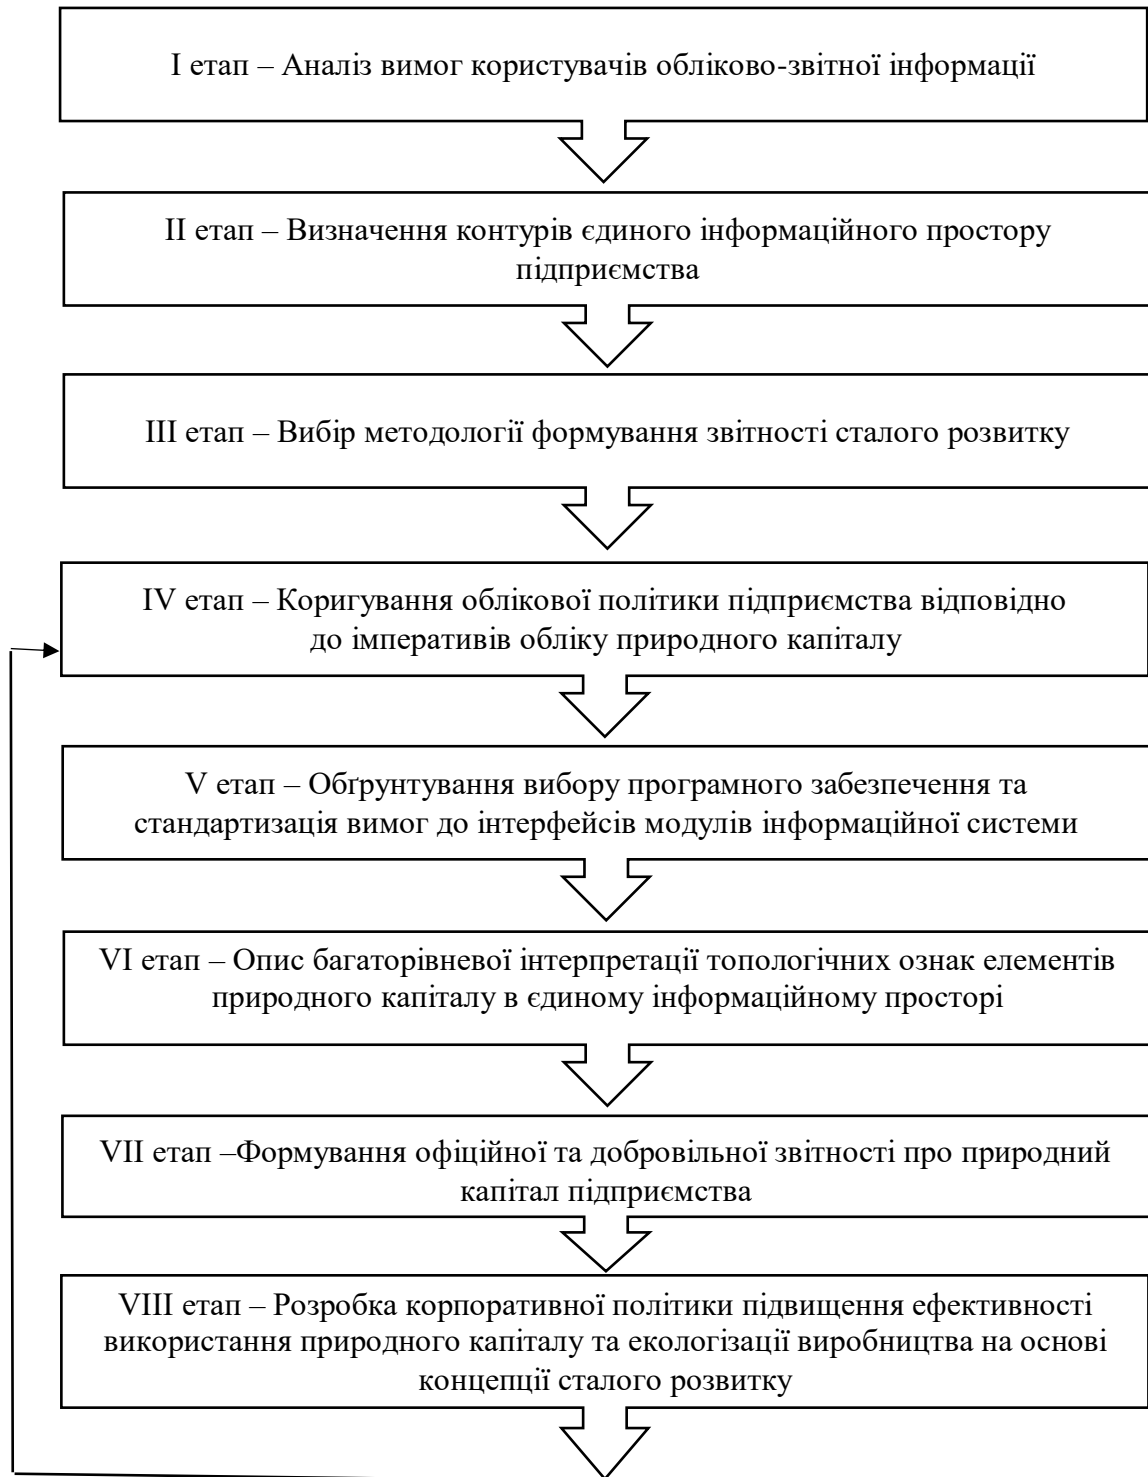 І етап – Аналіз вимог користувачів обліково-звітної інформації
ІІ етап – Визначення контурів єдиного інформаційного простору
підприємства
ІІІ етап – Вибір методології формування звітності сталого розвитку
IV етап – Коригування облікової політики підприємства відповідно
до імперативів обліку природного капіталу
V етап – Обґрунтування вибору програмного забезпечення та
стандартизація вимог до інтерфейсів модулів інформаційної системи
VI етап – Опис багаторівневої інтерпретації топологічних ознак елементів
природного капіталу в єдиному інформаційному просторі
VII етап –Формування офіційної та добровільної звітності про природний
капітал підприємства
VIII етап – Розробка корпоративної політики підвищення ефективності
використання природного капіталу та екологізації виробництва на основі
концепції сталого розвитку